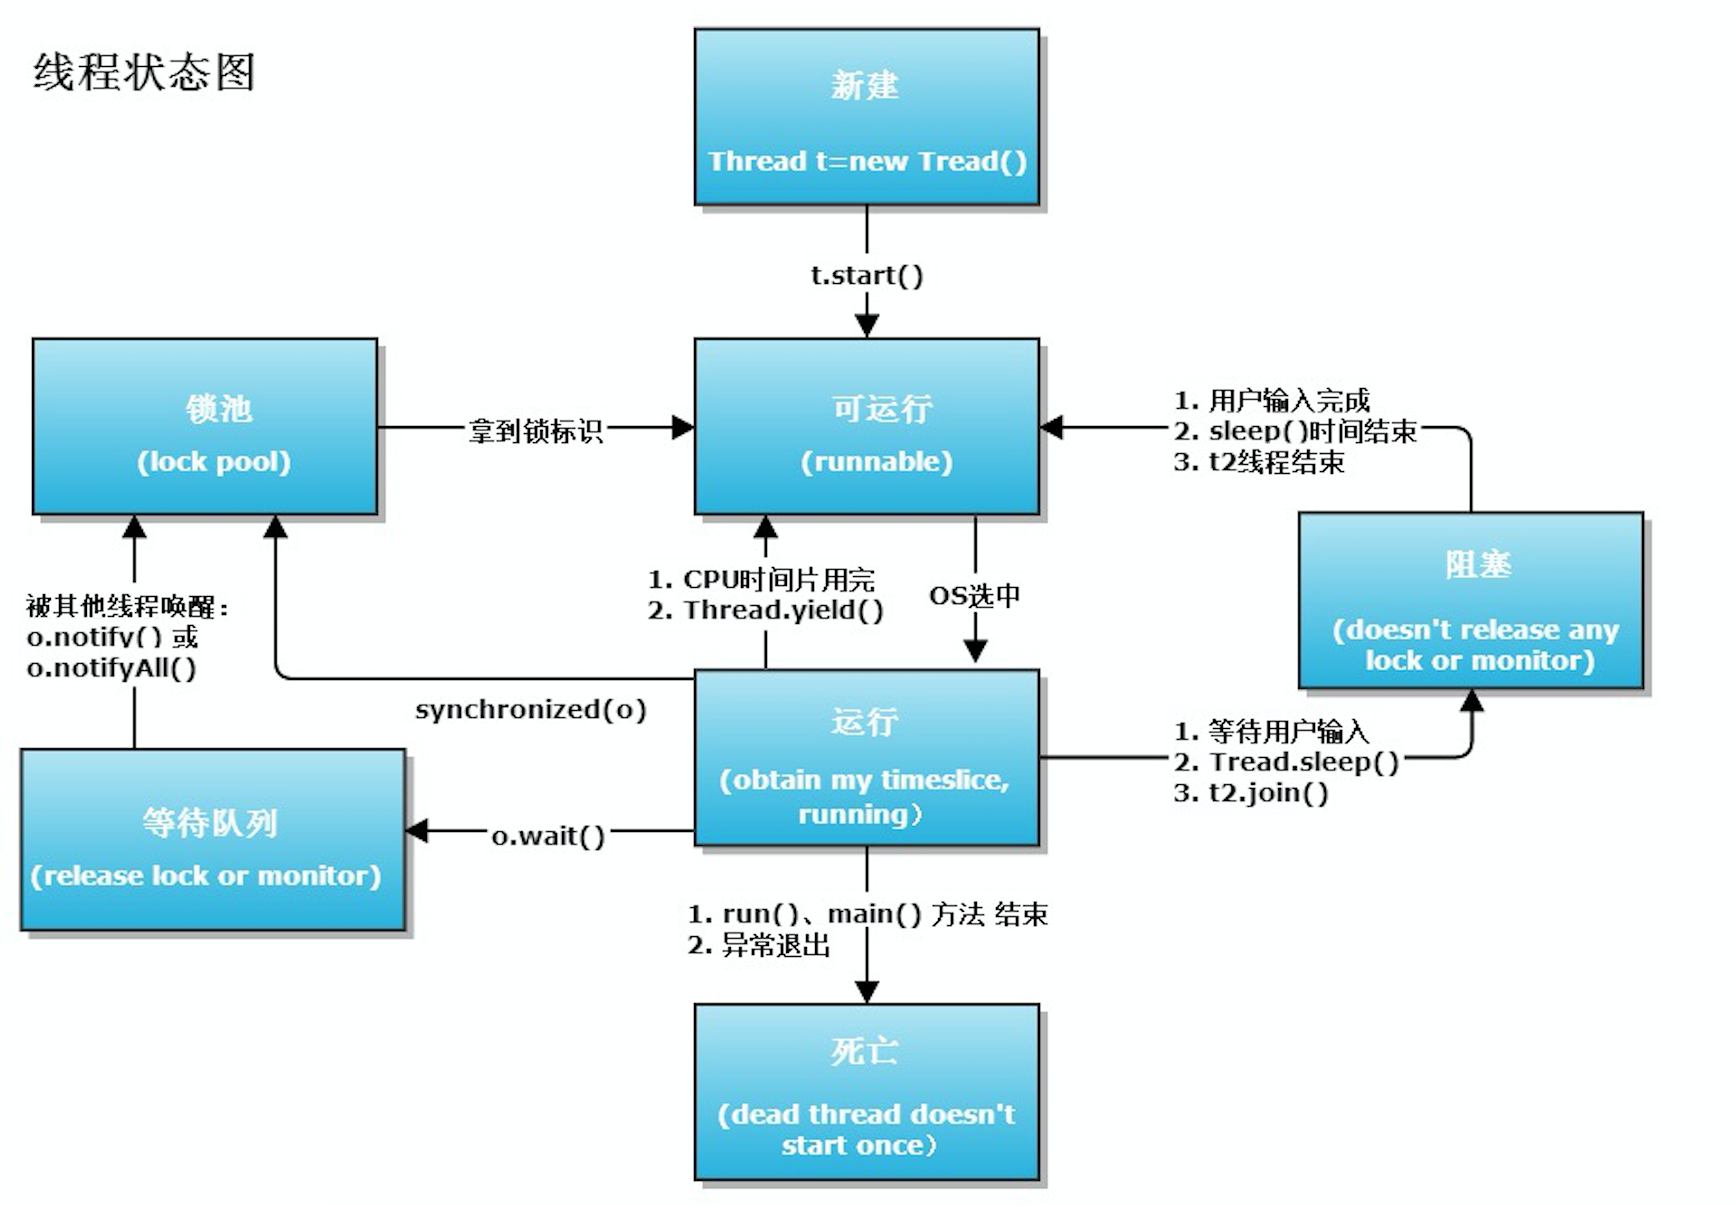 线程状态图
新建
Thread t=new Tread()
t.start()
锁池
(lock pool)
拿到锁标识
可运行
(runnable)
1. 用户输入完成
2. sleep()时间结束
3. t2线程结束
阻塞
(doesn't release any
lock or monitor)
被其他线程唤醒：
o.notify() 或
o.notifyAll()
synchronized(o)
1. CPU时间片用完
2. Thread.yield()
OS选中
运行
(obtain my timeslice,
running）
1. 等待用户输入
2. Tread.sleep()
3. t2.join()
等待队列
(release lock or monitor)
o.wait()
1. run()、main() 方法 结束
2. 异常退出
死亡
(dead thread doesn't
start once）